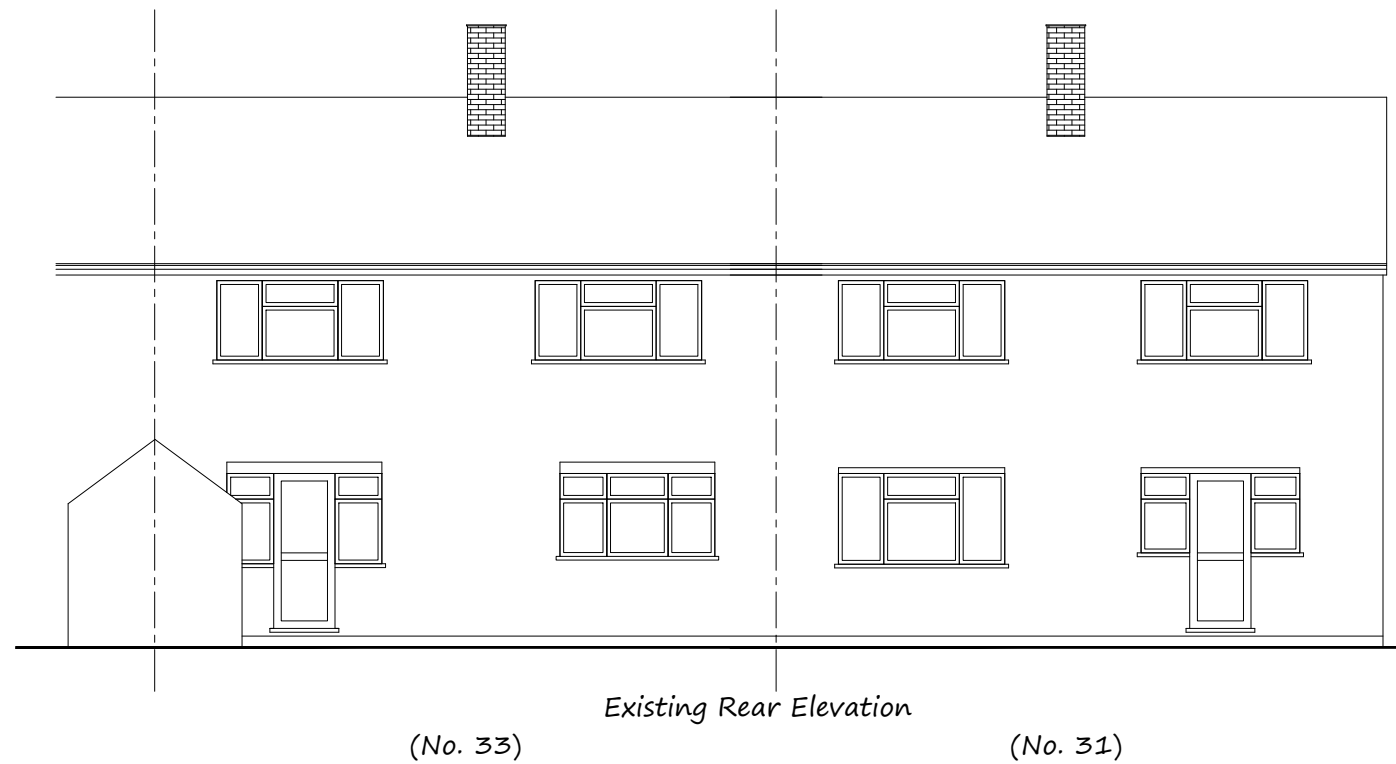 Existing Rear Elevation
(No. 33) (No. 31)